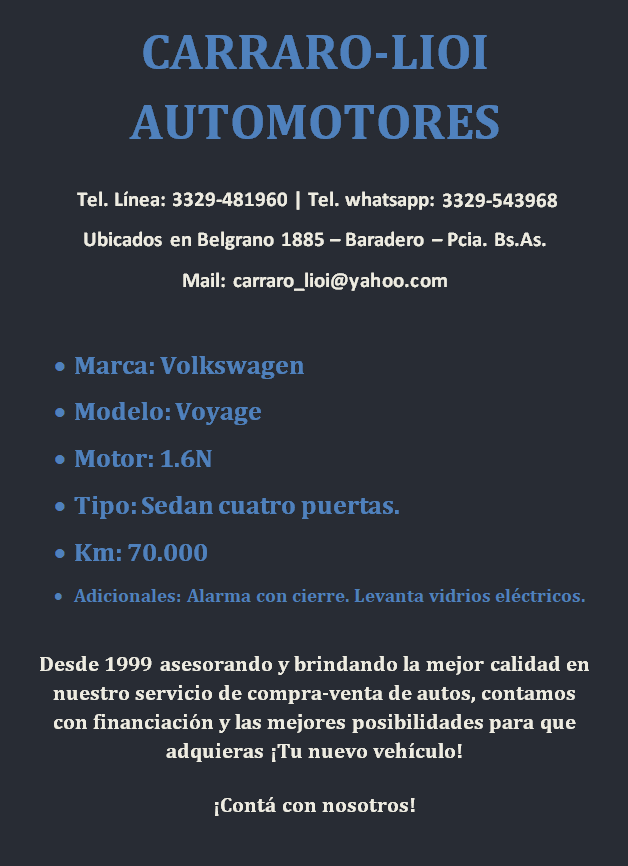 CARRARO-LIOI
AUTOMOTORES
Tel. Línea: 3329-481960 | Tel. whatsapp: 3329-543968
Ubicados en Belgrano 1885 – Baradero – Pcia. Bs.As.
Mail: carraro_lioi@yahoo.com
• Marca: Volkswagen
• Modelo: Voyage
• Motor: 1.6N
• Tipo: Sedan cuatro puertas.
• Km: 70.000
• Adicionales: Alarma con cierre. Levanta vidrios eléctricos.
Desde 1999 asesorando y brindando la mejor calidad en
nuestro servicio de compra-venta de autos, contamos
con financiación y las mejores posibilidades para que
adquieras ¡Tu nuevo vehículo!
¡Contá con nosotros!